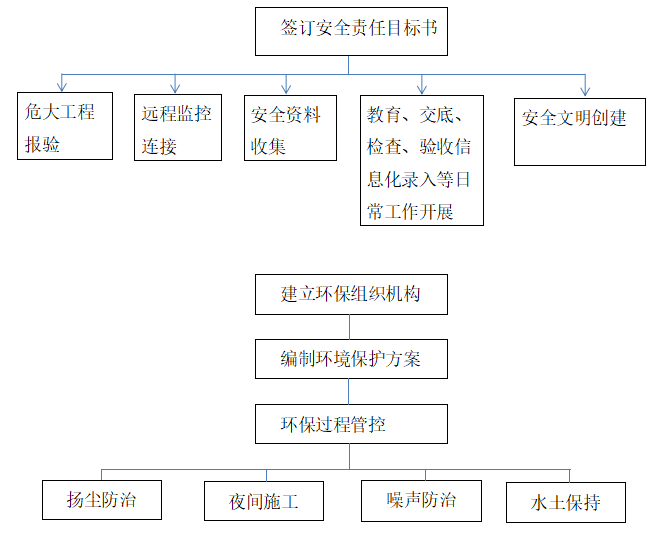 签订安全责任目标书
危大工程
报验
远程监控
连接
安全资料
收集
教育、交底、
检查、验收信
息化录入等日
常工作开展
安全文明创建
建立环保组织机构
编制环境保护方案
环保过程管控
扬尘防治
夜间施工
噪声防治
水土保持